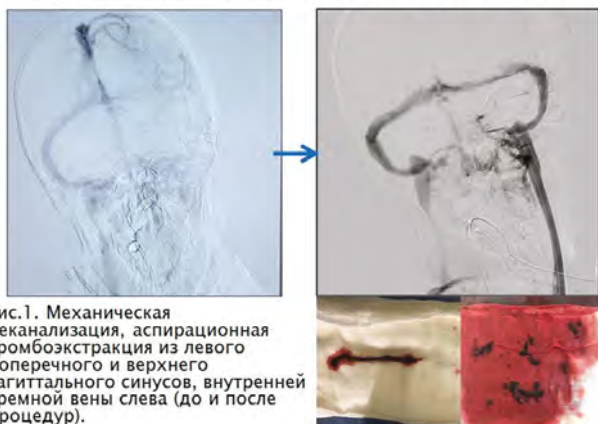 ис.1. Механическая
еканализация, аспирационная
ромбоэкстракция из левого
оперечного и верхнего
агиттального синусов, внутренней
ремной вены слева (до и после
роцедур).